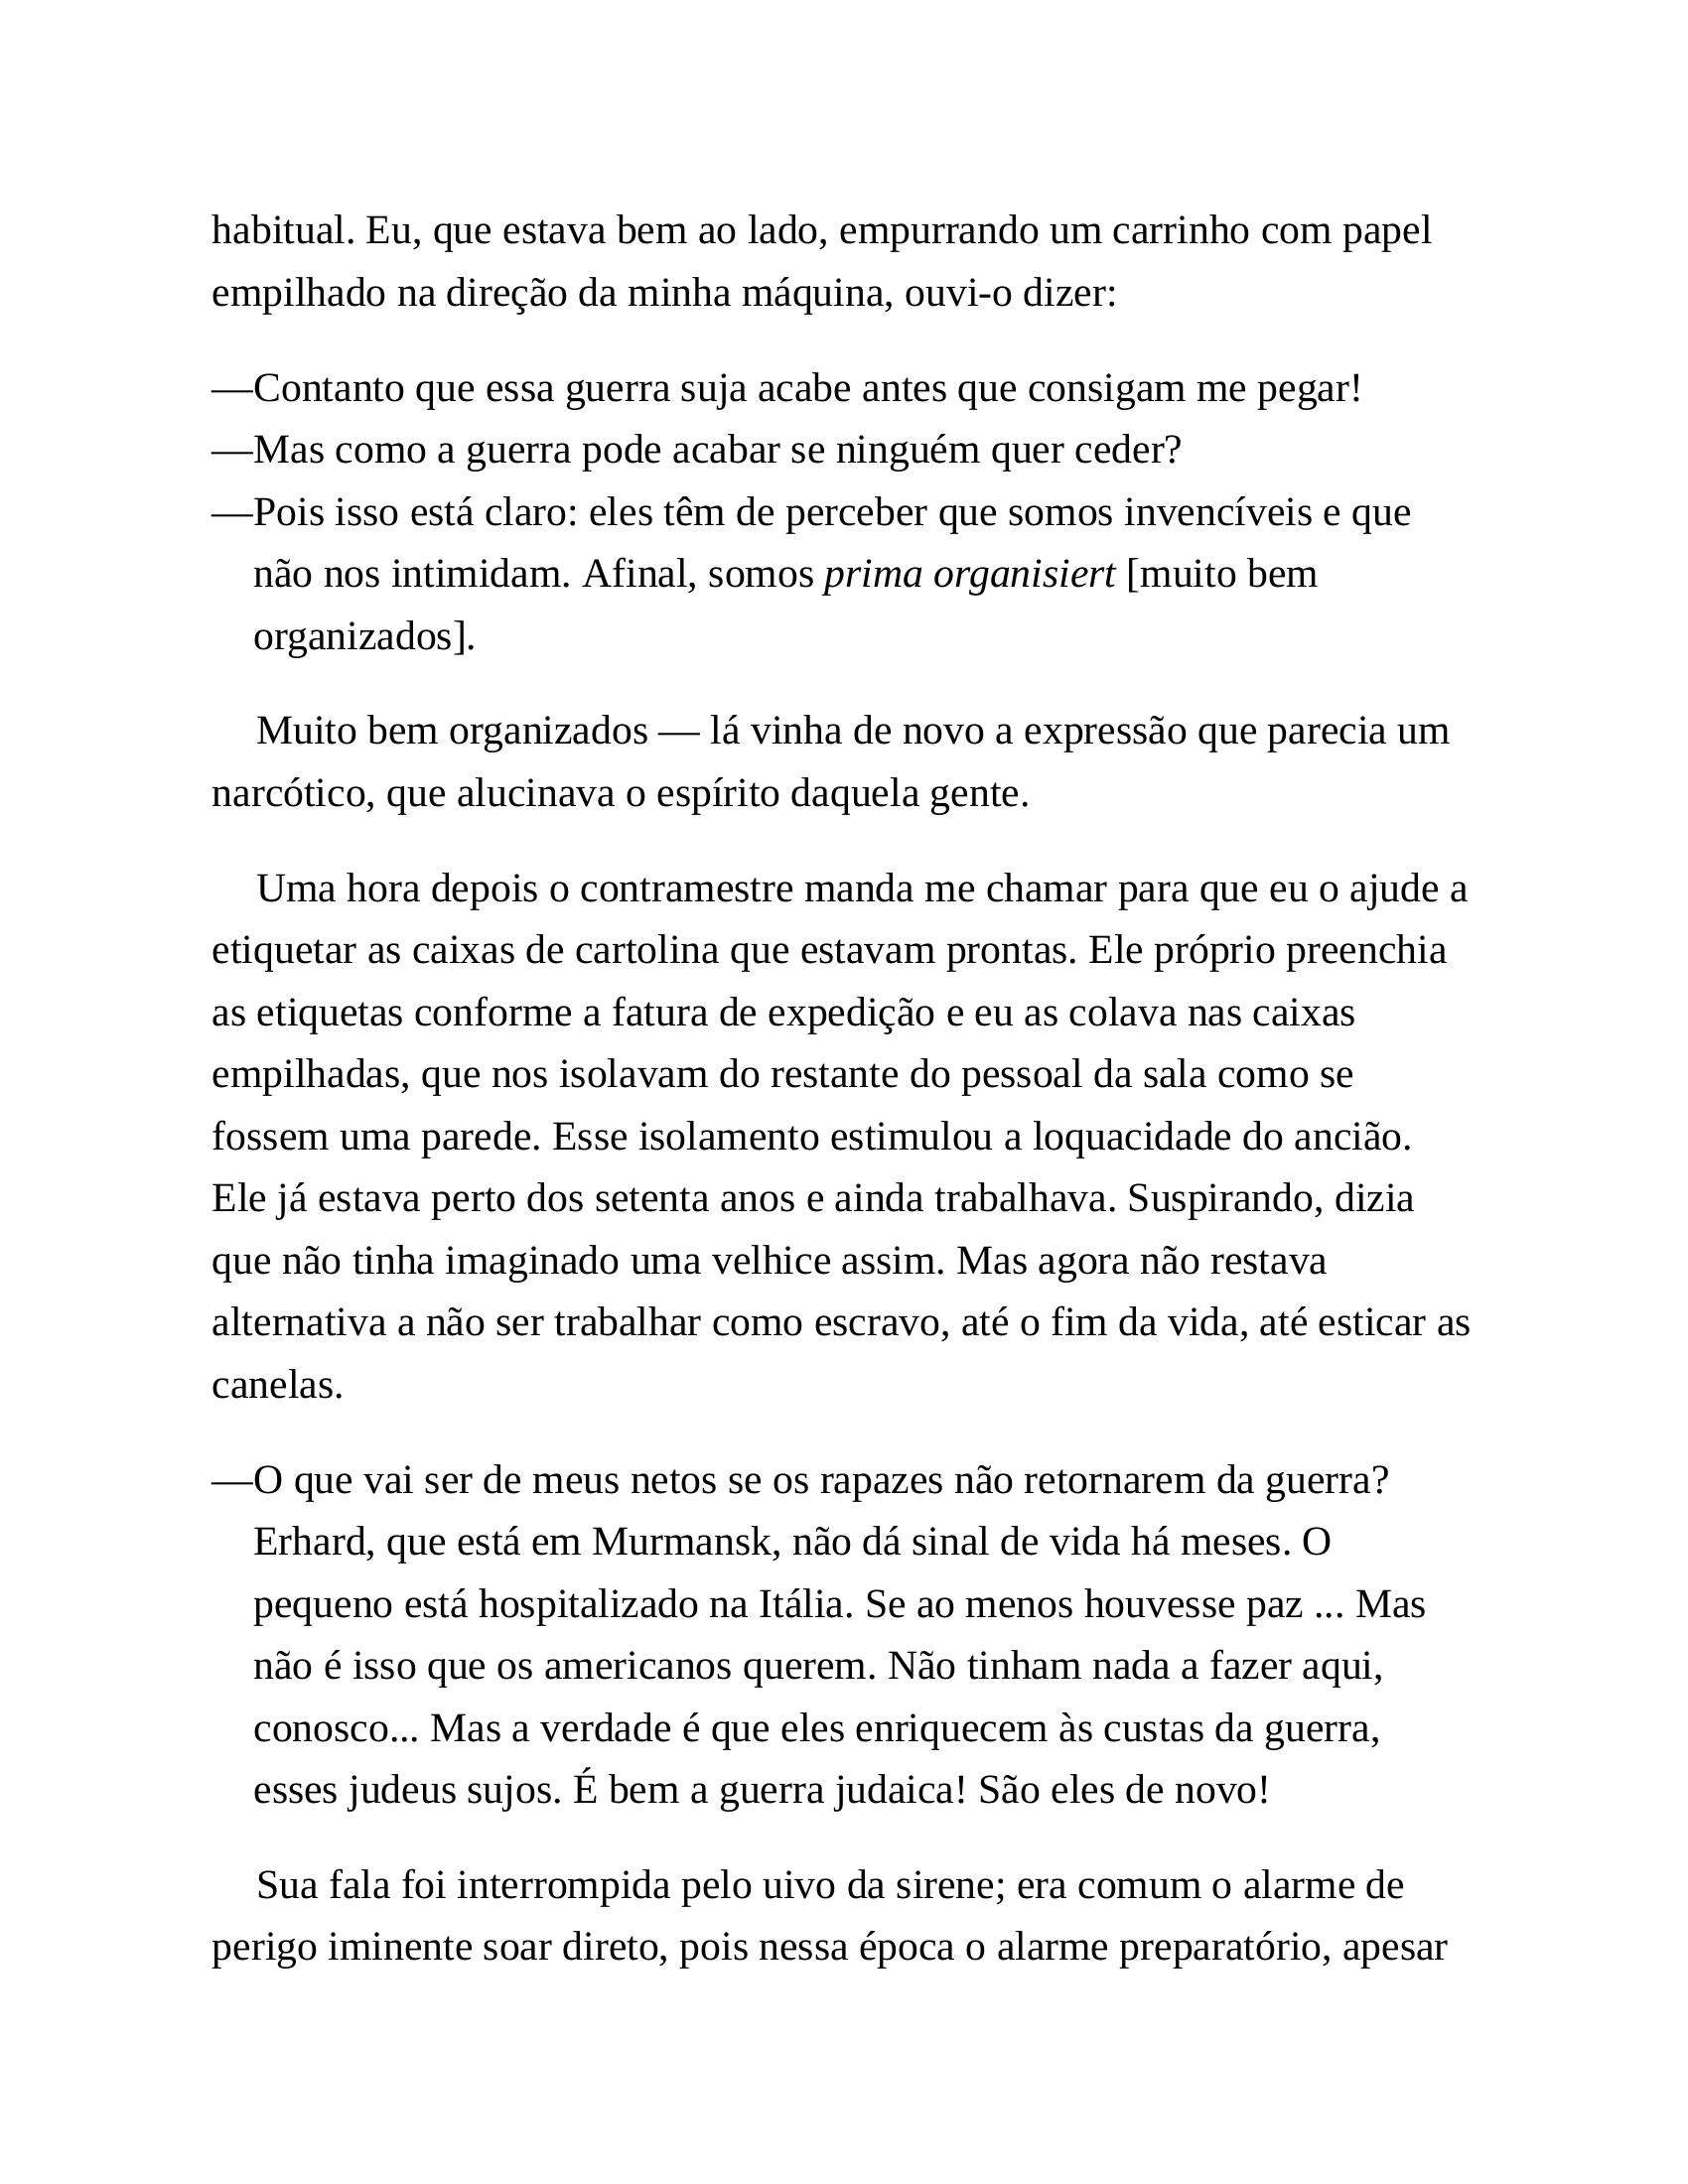 habitual. Eu, que estava bem ao lado, empurrando um carrinho com papel
empilhado na direção da minha máquina, ouvi-o dizer:
—Contanto que essa guerra suja acabe antes que consigam me pegar!
—Mas como a guerra pode acabar se ninguém quer ceder?
—Pois isso está claro: eles têm de perceber que somos invencíveis e que
não nos intimidam. Afinal, somos prima organisiert [muito bem
organizados].
Muito bem organizados — lá vinha de novo a expressão que parecia um
narcótico, que alucinava o espírito daquela gente.
Uma hora depois o contramestre manda me chamar para que eu o ajude a
etiquetar as caixas de cartolina que estavam prontas. Ele próprio preenchia
as etiquetas conforme a fatura de expedição e eu as colava nas caixas
empilhadas, que nos isolavam do restante do pessoal da sala como se
fossem uma parede. Esse isolamento estimulou a loquacidade do ancião.
Ele já estava perto dos setenta anos e ainda trabalhava. Suspirando, dizia
que não tinha imaginado uma velhice assim. Mas agora não restava
alternativa a não ser trabalhar como escravo, até o fim da vida, até esticar as
canelas.
—O que vai ser de meus netos se os rapazes não retornarem da guerra?
Erhard, que está em Murmansk, não dá sinal de vida há meses. O
pequeno está hospitalizado na Itália. Se ao menos houvesse paz ... Mas
não é isso que os americanos querem. Não tinham nada a fazer aqui,
conosco... Mas a verdade é que eles enriquecem às custas da guerra,
esses judeus sujos. É bem a guerra judaica! São eles de novo!
Sua fala foi interrompida pelo uivo da sirene; era comum o alarme de
perigo iminente soar direto, pois nessa época o alarme preparatório, apesar